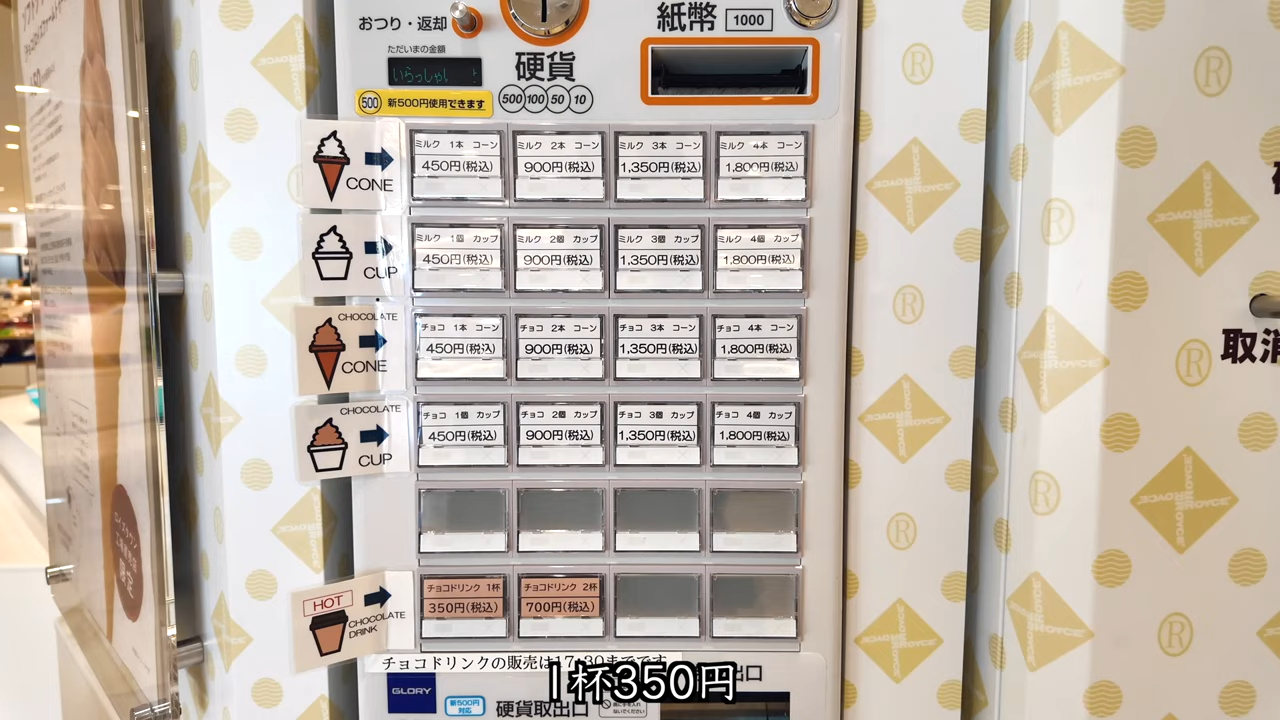 おつり・返却
紙幣 1000
ただいまの金額
いらっしゃい
硬貨
500 100 50 10
500 新500円使用できます
CONE
ミルク 1本 コーン
450円(税込)
ミルク 2本 コーン
900円(税込)
ミルク 3本 コーン
1,350円(税込)
ミルク 4本 コーン
1,800円(税込)
CUP
ミルク 1個 カップ
450円(税込)
ミルク 2個 カップ
900円(税込)
ミルク 3個 カップ
1,350円(税込)
ミルク 4個 カップ
1,800円(税込)
CHOCOLATE
CONE
チョコ 1本 コーン
450円(税込)
チョコ 2本 コーン
900円(税込)
チョコ 3本 コーン
1,350円(税込)
チョコ 4本 コーン
1,800円(税込)
CHOCOLATE
CUP
チョコ 1個 カップ
450円(税込)
チョコ 2個 カップ
900円(税込)
チョコ 3個 カップ
1,350円(税込)
チョコ 4個 カップ
1,800円(税込)
HOT
CHOCOLATE
DRINK
チョコドリンク 1杯
350円(税込)
チョコドリンク 2杯
700円(税込)
チョコドリンクの販売は17:30までです
GLORY
新500円
対応
硬貨取出口
1杯350円
出口
ROYCE'
取消
限定